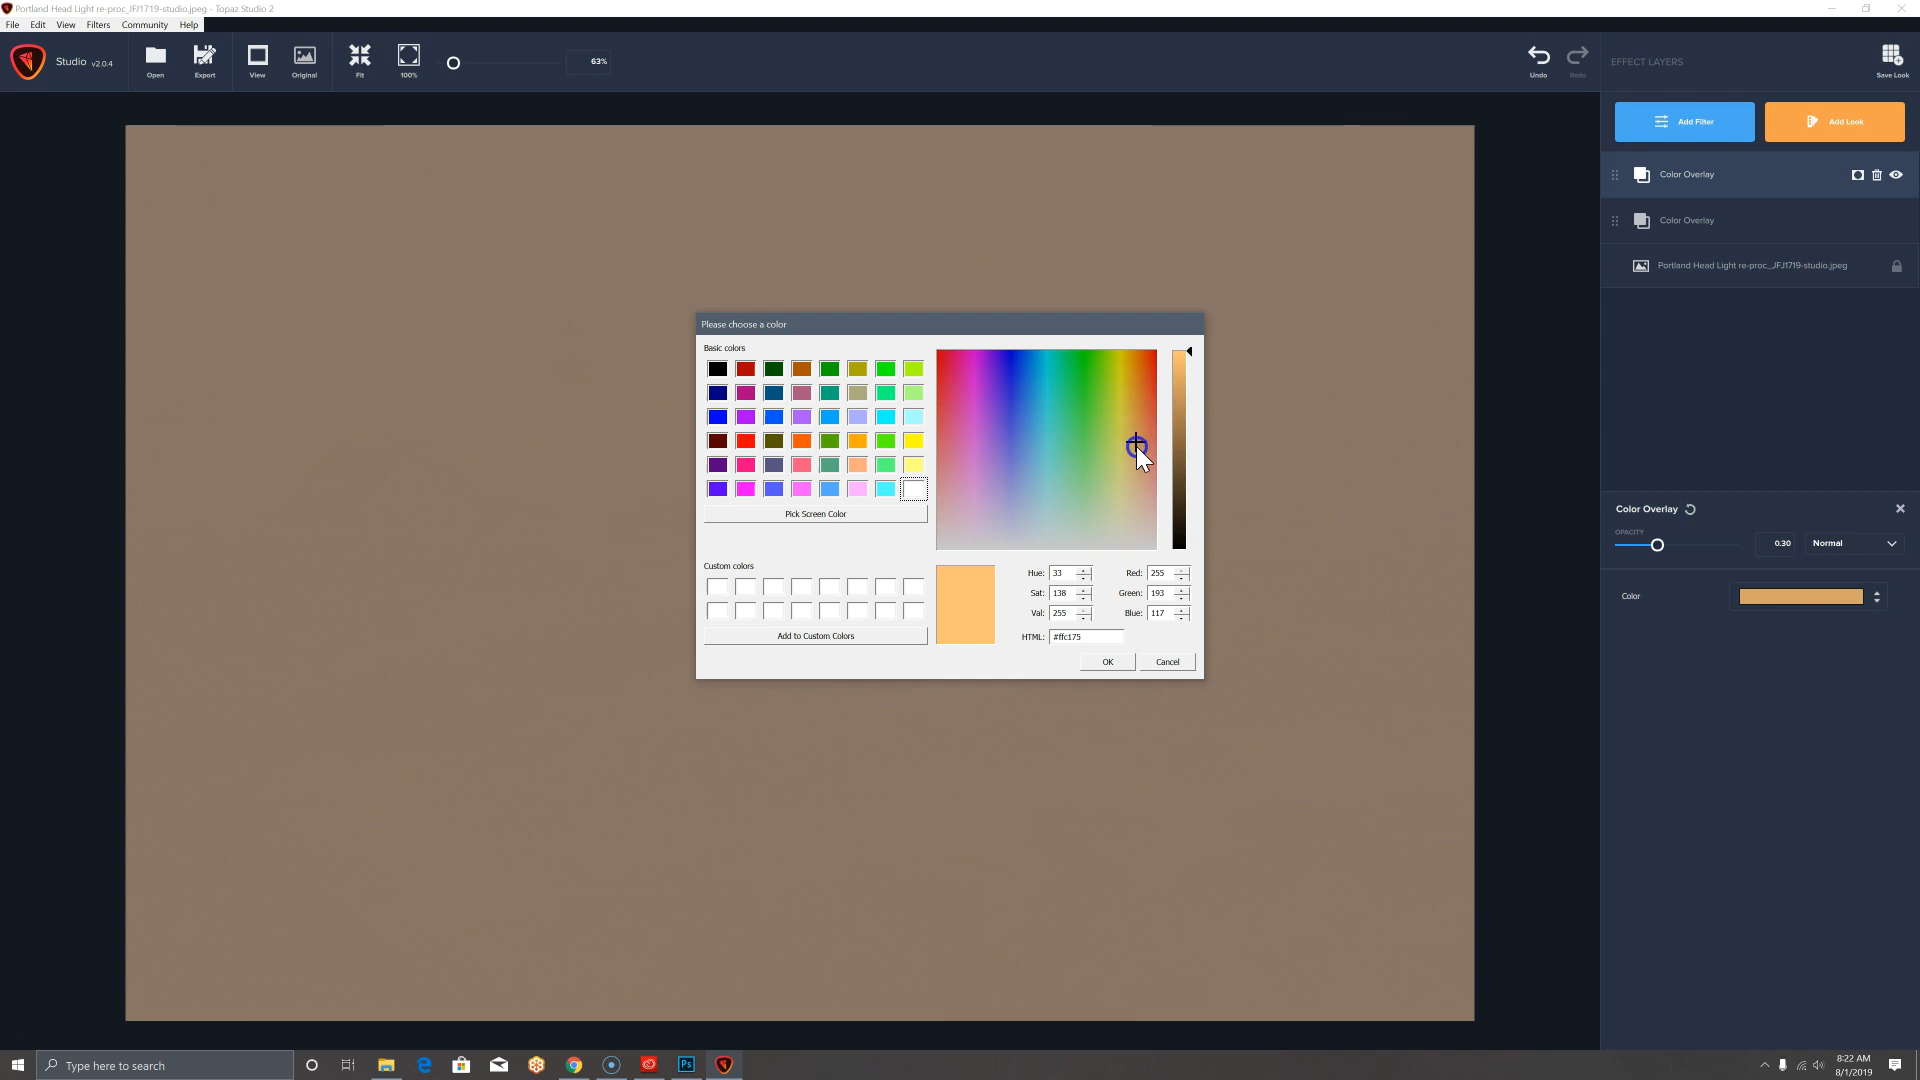 Portland Head Light re-proc_JFJ1719-studio.jpeg - Topaz Studio 2
File Edit View Filters Community Help
Studio v2.0.4
Open
Export
View
Original
Fit
100%
63%
Undo
Redo
EFFECT LAYERS
Save Look
Add Filter
Add Look
Color Overlay
Color Overlay
Portland Head Light re-proc_JFJ1719-studio.jpeg
Please choose a color
Basic colors
Pick Screen Color
Custom colors
Add to Custom Colors
Hue: 33
Red: 255
Sat: 138
Green: 193
Val: 255
Blue: 117
HTML: #ffc175
OK
Cancel
Color Overlay
OPACITY
0.30
Normal
Color
Type here to search
Ps
8:22 AM
8/1/2019